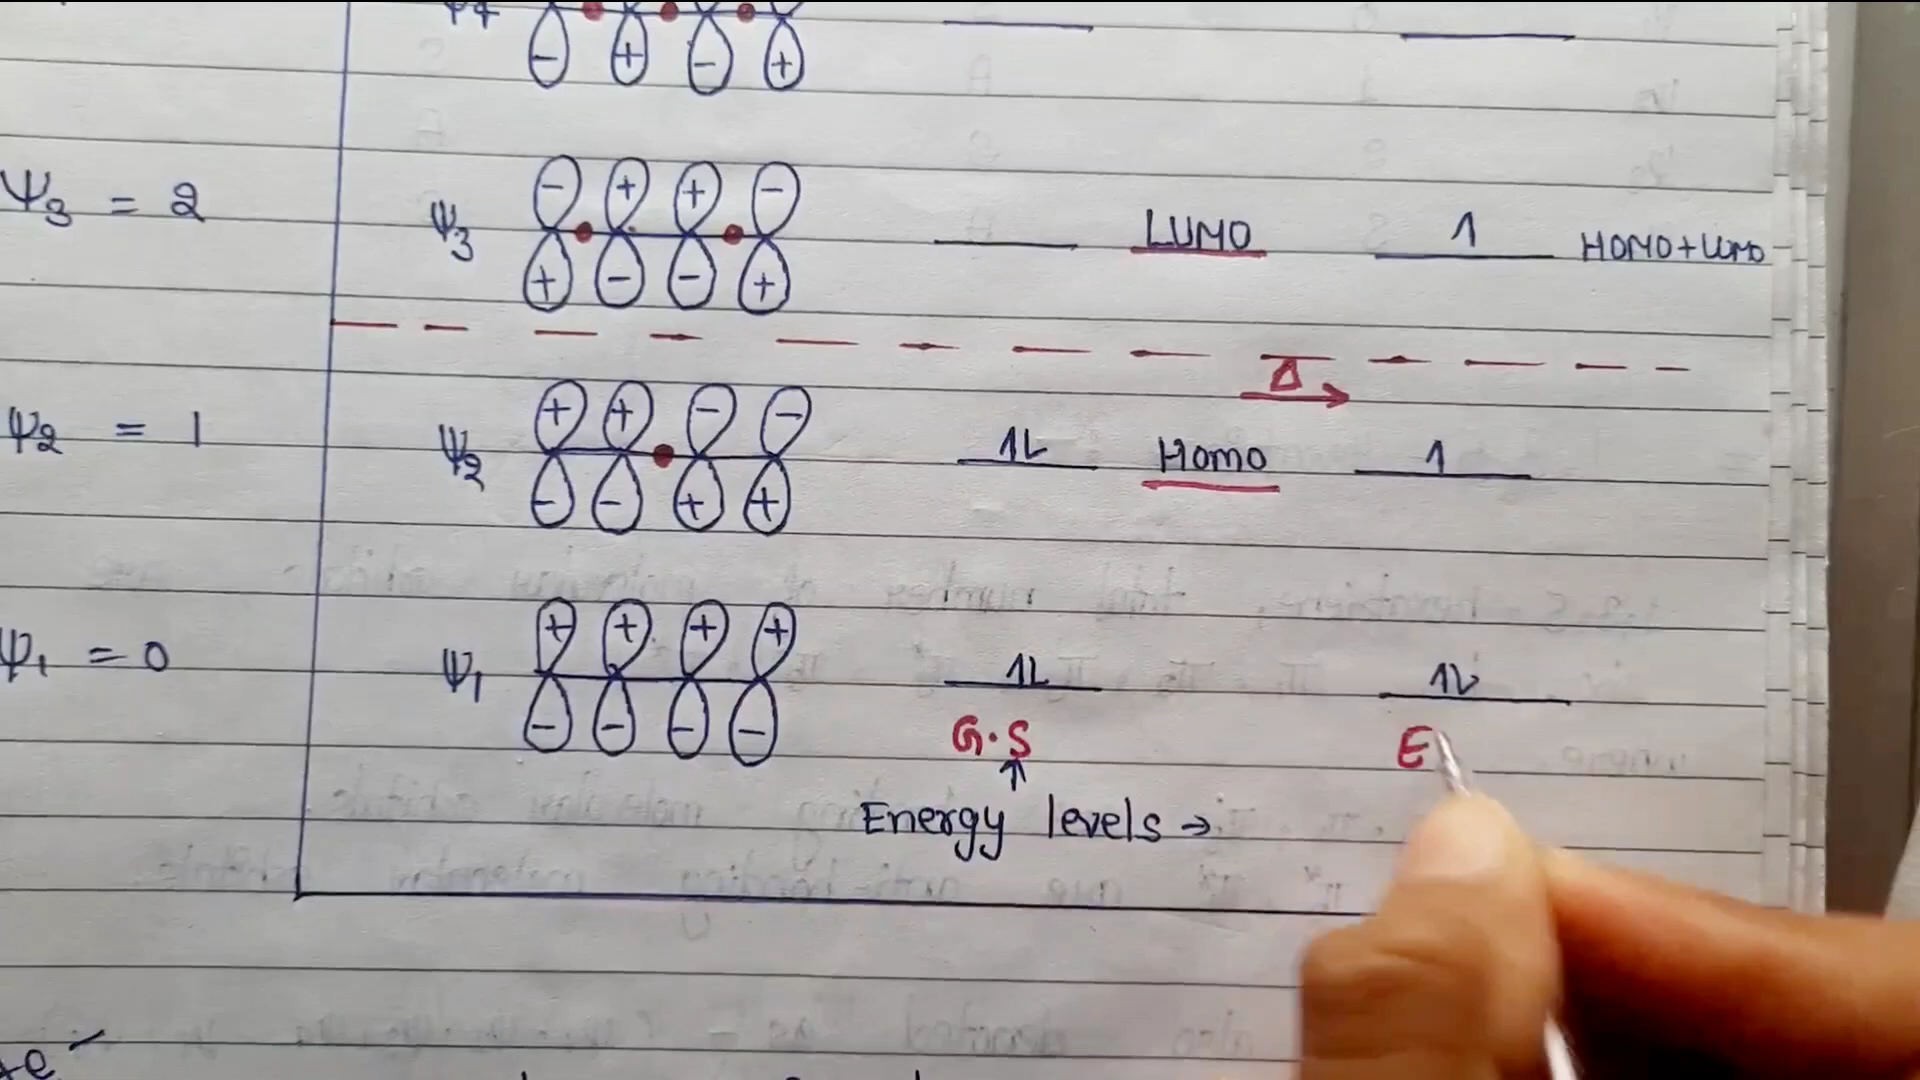 Ψ4
− + − +
Ψ3 = 2
Ψ3
− + + −
+ − − +
LUMO
1
HOMO+LUMO
Δ
Ψ2 = 1
Ψ2
+ + − −
− − + +
1L
Homo
1
Ψ1 = 0
Ψ1
+ + + +
− − − −
1L
1L
G.S
E
↑
Energy levels →